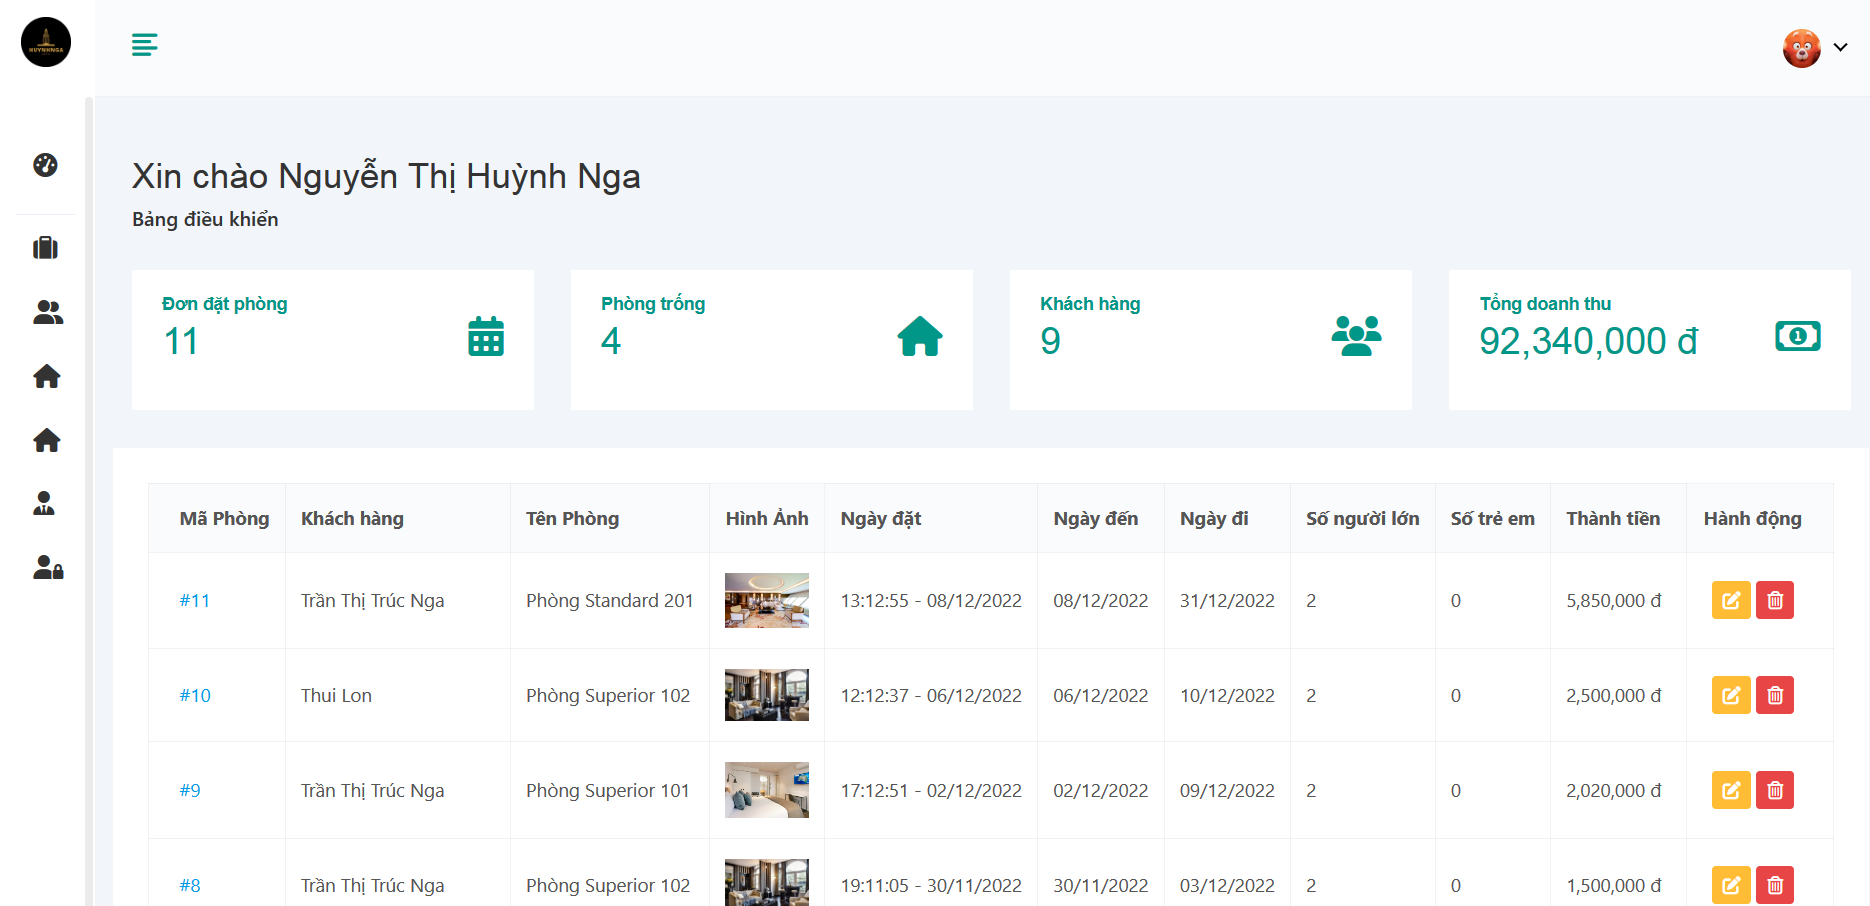 HUYNHNGA
Xin chào Nguyễn Thị Huỳnh Nga
Bảng điều khiển
Đơn đặt phòng
11
Phòng trống
4
Khách hàng
9
Tổng doanh thu
92,340,000 đ
Mã Phòng Khách hàng Tên Phòng Hình Ảnh Ngày đặt Ngày đến Ngày đi Số người lớn Số trẻ em Thành tiền Hành động
#11 Trần Thị Trúc Nga Phòng Standard 201 13:12:55 - 08/12/2022 08/12/2022 31/12/2022 2 0 5,850,000 đ
#10 Thui Lon Phòng Superior 102 12:12:37 - 06/12/2022 06/12/2022 10/12/2022 2 0 2,500,000 đ
#9 Trần Thị Trúc Nga Phòng Superior 101 17:12:51 - 02/12/2022 02/12/2022 09/12/2022 2 0 2,020,000 đ
#8 Trần Thị Trúc Nga Phòng Superior 102 19:11:05 - 30/11/2022 30/11/2022 03/12/2022 2 0 1,500,000 đ